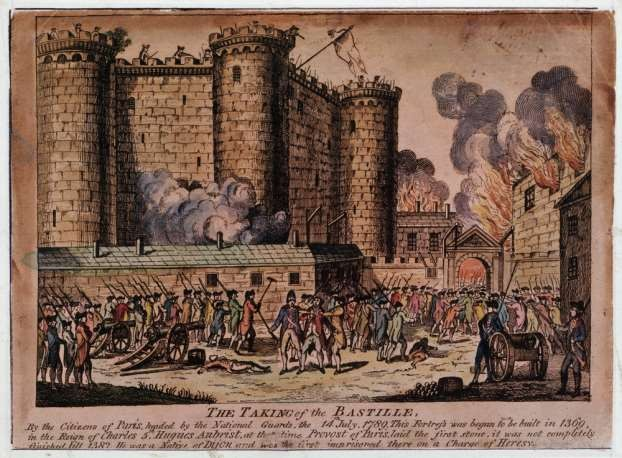 THE TAKING of the BASTILLE,
By the Citizens of Paris, headed by the National Guards, the 14 July, 1789. This Fortress was begun to be built in 1369,
in the Reign of Charles 5. Hugues Aubriot, at that time Provost of Paris, laid the first stone, it was not completely
finished till He was a Native of DIJON and was the first imprisoned there on a Charge of Heresy.